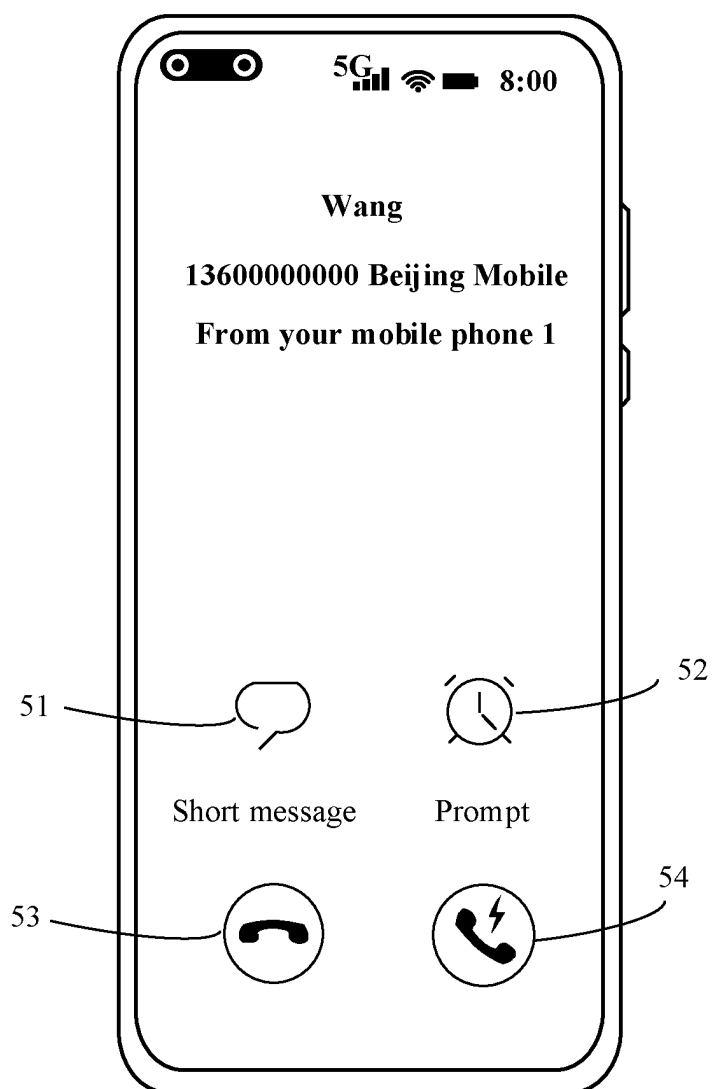 5G 8:00
Wang
13600000000 Beijing Mobile
From your mobile phone 1
51
52
Short message Prompt
53
54